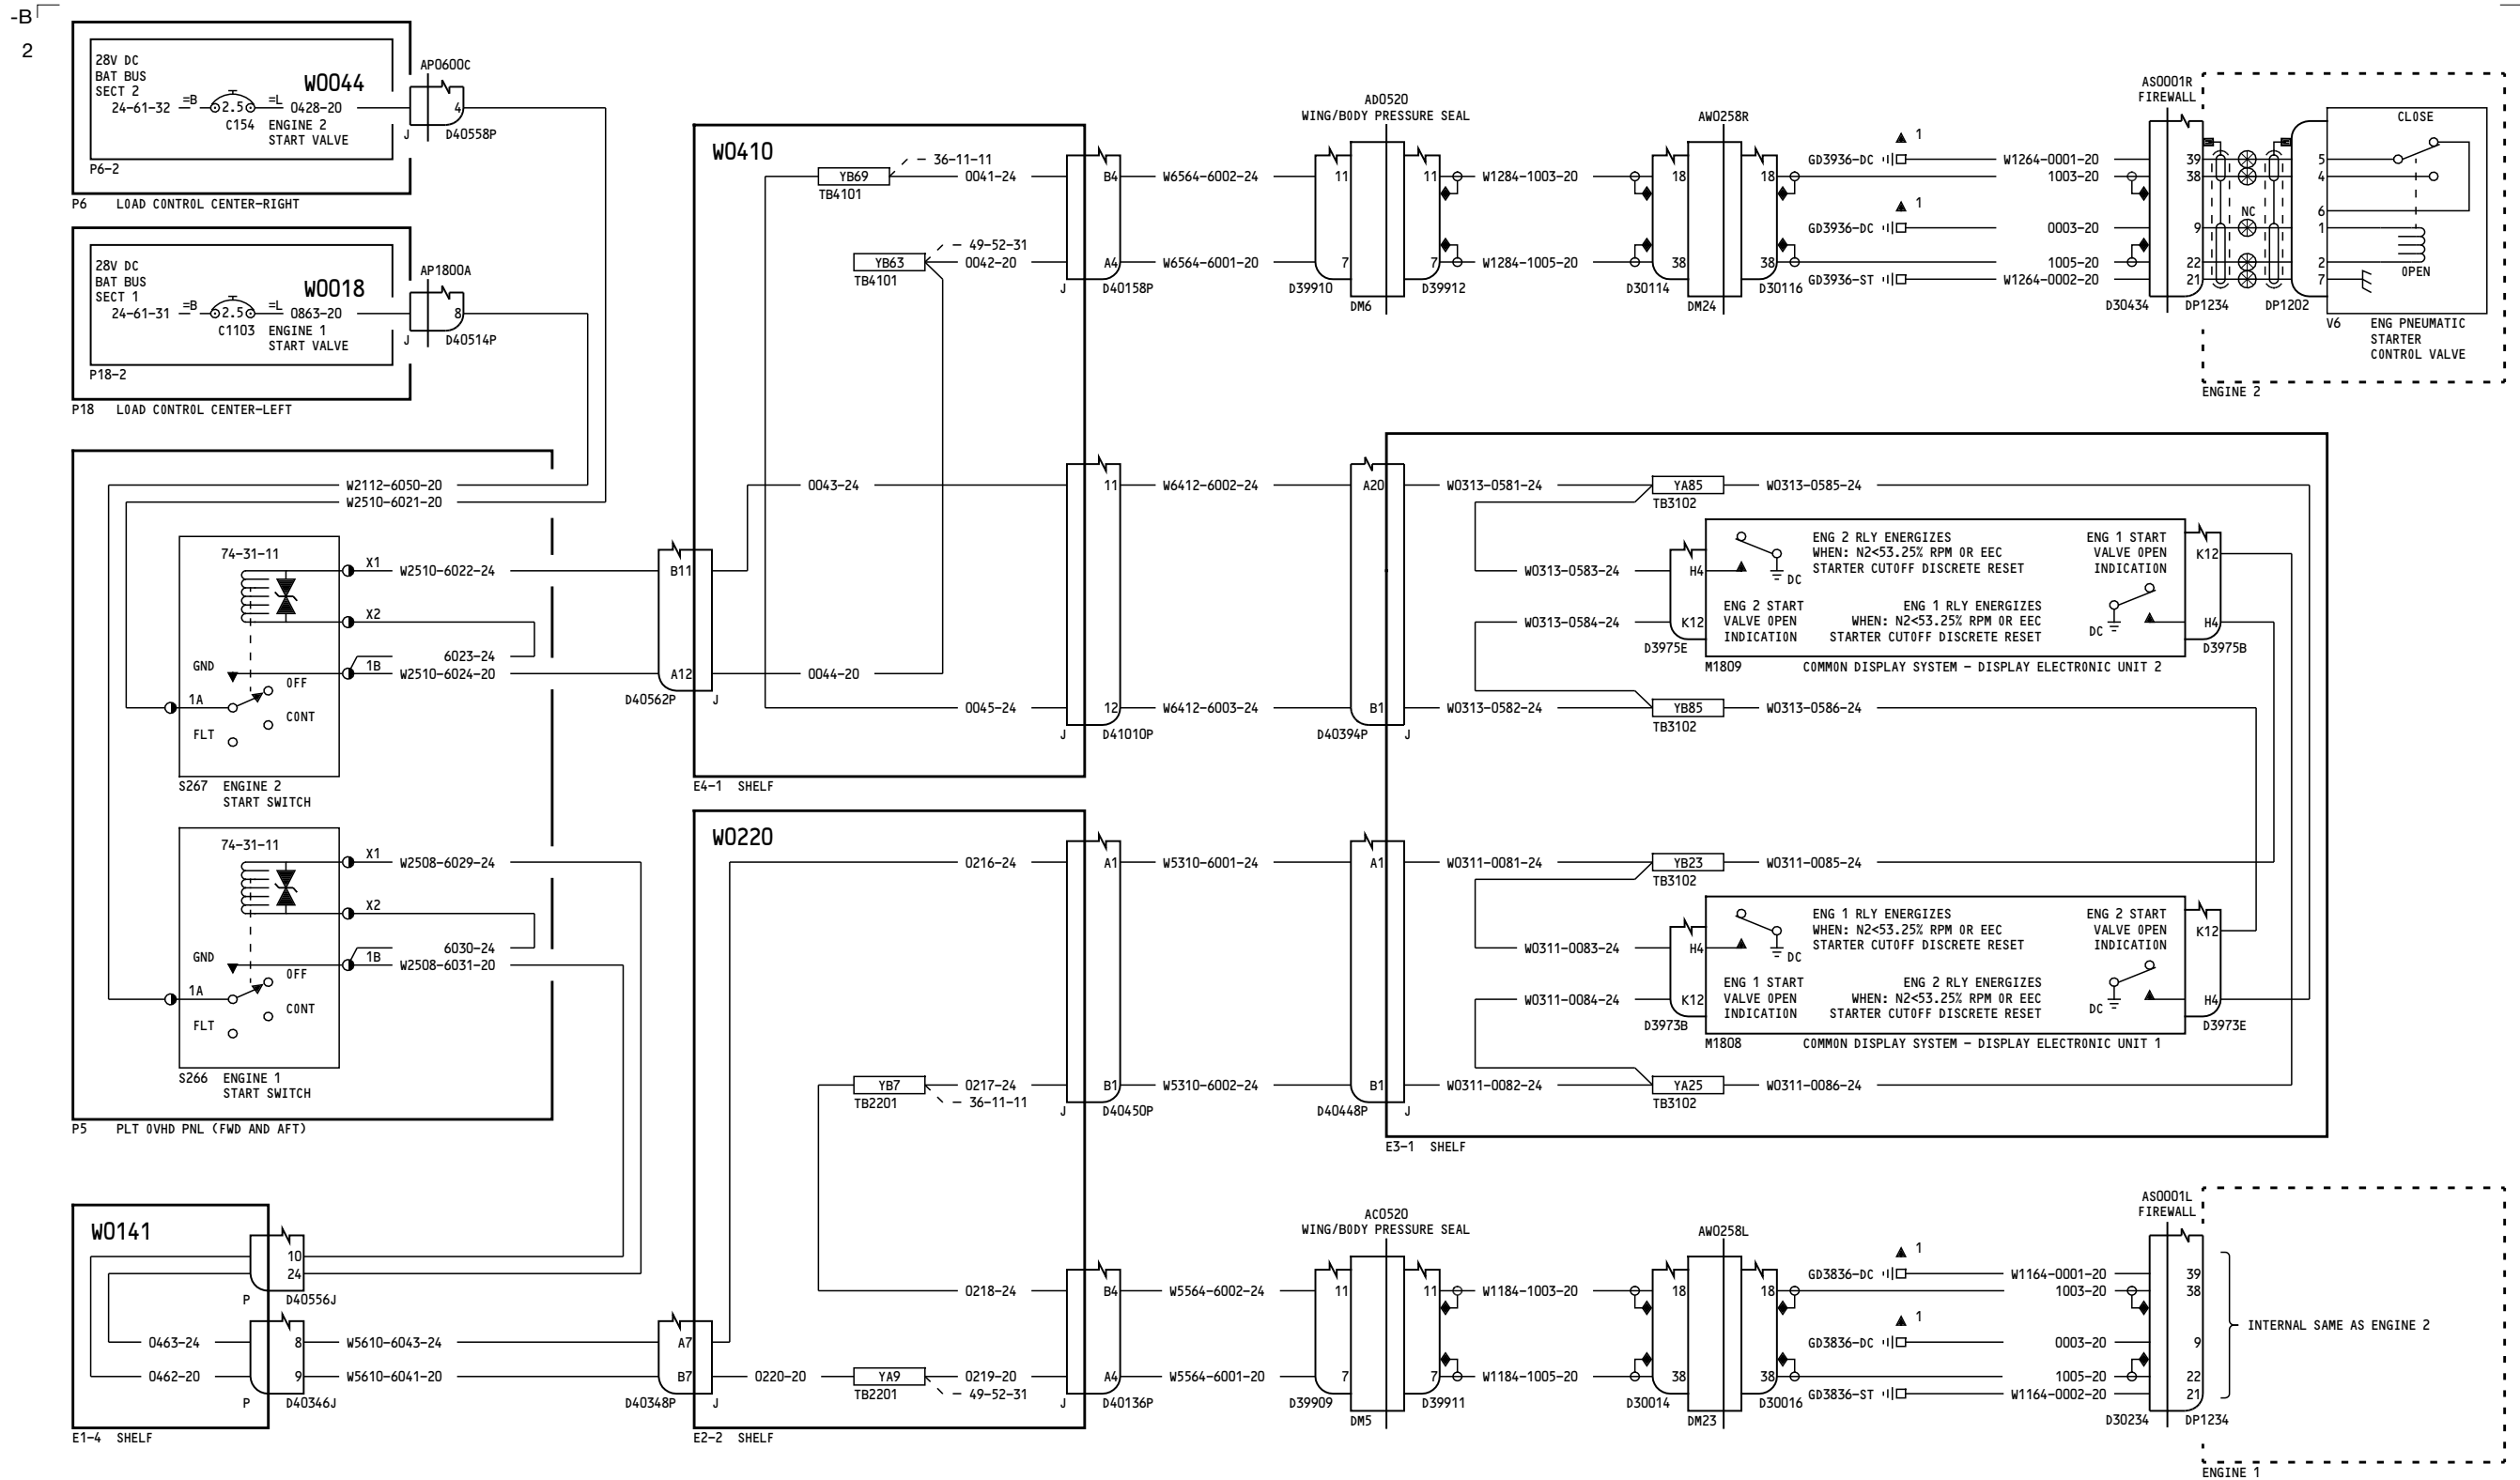 -B
2
28V DC
BAT BUS
SECT 2
24-61-32
=B
2.5
=L
W0044
0428-20
C154 ENGINE 2
START VALVE
P6-2
P6 LOAD CONTROL CENTER-RIGHT
AP0600C
4
J D40558P
28V DC
BAT BUS
SECT 1
24-61-31
=B
2.5
=L
W0018
0863-20
C1103 ENGINE 1
START VALVE
P18-2
P18 LOAD CONTROL CENTER-LEFT
AP1800A
8
J D40514P
W2112-6050-20
W2510-6021-20
74-31-11
X1 W2510-6022-24
X2
6023-24
1B W2510-6024-20
GND
OFF
1A
CONT
FLT
S267 ENGINE 2
START SWITCH
74-31-11
X1 W2508-6029-24
X2
6030-24
1B W2508-6031-20
GND
OFF
1A
CONT
FLT
S266 ENGINE 1
START SWITCH
P5 PLT OVHD PNL (FWD AND AFT)
W0141
10
24
P D40556J
0463-24 8 W5610-6043-24
0462-20 9 W5610-6041-20
P D40346J
E1-4 SHELF
W0410
YB69 - 36-11-11
TB4101 0041-24 B4 W6564-6002-24
YB63 - 49-52-31
TB4101 0042-20 A4 W6564-6001-20
J D40158P
0043-24 11 W6412-6002-24
B11
A12 0044-20
D40562P J
0045-24 12 W6412-6003-24
J D41010P
E4-1 SHELF
W0220
0216-24 A1 W5310-6001-24
YB7 0217-24 B1 W5310-6002-24
TB2201 - 36-11-11
J D40450P
0218-24 B4 W5564-6002-24
A7
B7 0220-20 YA9 0219-20 A4 W5564-6001-20
D40348P J TB2201 - 49-52-31
J D40136P
E2-2 SHELF
AD0520
WING/BODY PRESSURE SEAL
11 11 W1284-1003-20
7 7 W1284-1005-20
D39910 D39912
DM6
AW0258R
18 18
38 38
D30114 D30116
DM24
1
GD3936-DC W1264-0001-20
1003-20
1
GD3936-DC 0003-20
1005-20
GD3936-ST W1264-0002-20
AS0001R
FIREWALL
39
38
9
22
21
D30434 DP1234
NC
DP1202
5
4
6
1
2
7
CLOSE
OPEN
V6 ENG PNEUMATIC
STARTER
CONTROL VALVE
ENGINE 2
A20 W0313-0581-24 YA85 W0313-0585-24
TB3102
W0313-0583-24 H4
W0313-0584-24 K12
D3975E
ENG 2 RLY ENERGIZES
WHEN: N2<53.25% RPM OR EEC
STARTER CUTOFF DISCRETE RESET
DC
ENG 1 START
VALVE OPEN
INDICATION
K12
ENG 2 START
VALVE OPEN
INDICATION
ENG 1 RLY ENERGIZES
WHEN: N2<53.25% RPM OR EEC
STARTER CUTOFF DISCRETE RESET
DC
H4
D3975B
M1809 COMMON DISPLAY SYSTEM - DISPLAY ELECTRONIC UNIT 2
B1 W0313-0582-24 YB85 W0313-0586-24
TB3102
D40394P J
A1 W0311-0081-24 YB23 W0311-0085-24
TB3102
W0311-0083-24 H4
W0311-0084-24 K12
D3973B
ENG 1 RLY ENERGIZES
WHEN: N2<53.25% RPM OR EEC
STARTER CUTOFF DISCRETE RESET
DC
ENG 2 START
VALVE OPEN
INDICATION
K12
ENG 1 START
VALVE OPEN
INDICATION
ENG 2 RLY ENERGIZES
WHEN: N2<53.25% RPM OR EEC
STARTER CUTOFF DISCRETE RESET
DC
H4
D3973E
M1808 COMMON DISPLAY SYSTEM - DISPLAY ELECTRONIC UNIT 1
B1 W0311-0082-24 YA25 W0311-0086-24
TB3102
D40448P J
E3-1 SHELF
AC0520
WING/BODY PRESSURE SEAL
11 11 W1184-1003-20
7 7 W1184-1005-20
D39909 D39911
DM5
AW0258L
18 18
38 38
D30014 D30016
DM23
1
GD3836-DC W1164-0001-20
1003-20
1
GD3836-DC 0003-20
1005-20
GD3836-ST W1164-0002-20
AS0001L
FIREWALL
39
38
9
22
21
D30234 DP1234
INTERNAL SAME AS ENGINE 2
ENGINE 1